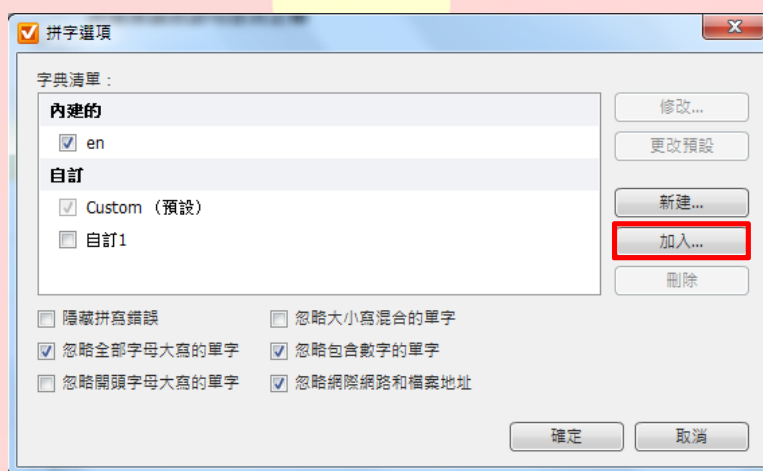 拼字選項
字典清單：
內建的
en
自訂
Custom （預設）
自訂1
修改...
更改預設
新建...
加入...
刪除
隱藏拼寫錯誤
忽略大小寫混合的單字
忽略全部字母大寫的單字
忽略包含數字的單字
忽略開頭字母大寫的單字
忽略網際網路和檔案地址
確定
取消